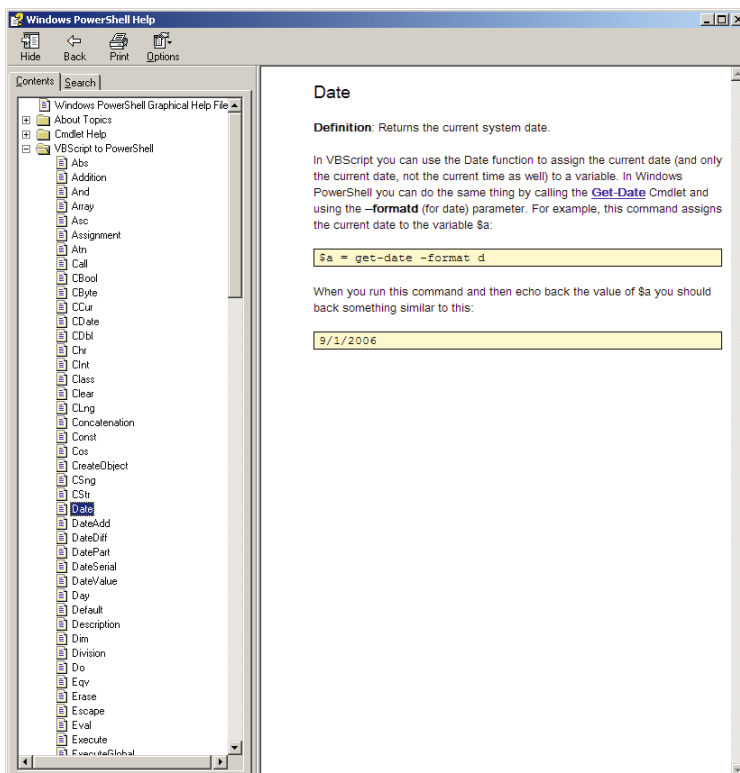 Windows PowerShell Help
Hide Back Print Options
Contents Search
Windows PowerShell Graphical Help File
About Topics
Cmdlet Help
VBScript to PowerShell
Abs
Addition
And
Array
Asc
Assignment
Atn
Call
CBool
CByte
CCur
CDate
CDbl
Chr
CInt
Class
Clear
CLng
Concatenation
Const
Cos
CreateObject
CSng
CStr
Date
DateAdd
DateDiff
DatePart
DateSerial
DateValue
Day
Default
Description
Dim
Division
Do
Eqv
Erase
Escape
Eval
Execute
ExecuteGlobal
Date
Definition: Returns the current system date.
In VBScript you can use the Date function to assign the current date (and only
the current date, not the current time as well) to a variable. In Windows
PowerShell you can do the same thing by calling the Get-Date Cmdlet and
using the –formatd (for date) parameter. For example, this command assigns
the current date to the variable $a:
$a = get-date -format d
When you run this command and then echo back the value of $a you should
back something similar to this:
9/1/2006